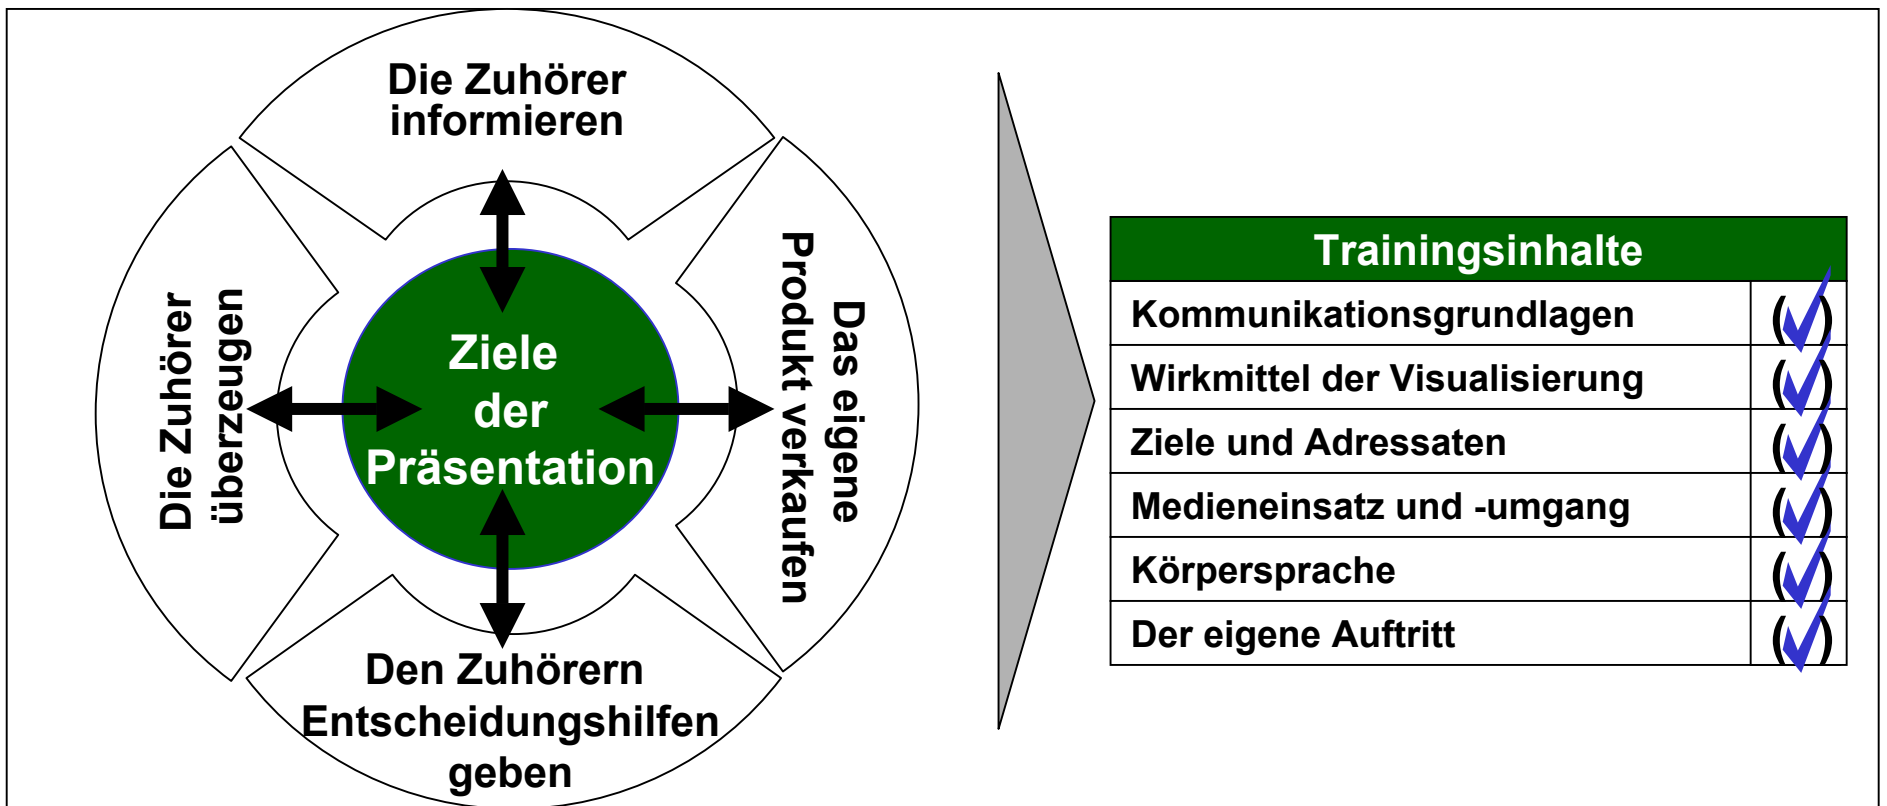 Die Zuhörer
informieren
Die Zuhörer
überzeugen
Ziele
der
Präsentation
Das eigene
Produkt verkaufen
Den Zuhörern
Entscheidungshilfen
geben
Trainingsinhalte
Kommunikationsgrundlagen (✓)
Wirkmittel der Visualisierung (✓)
Ziele und Adressaten (✓)
Medieneinsatz und -umgang (✓)
Körpersprache (✓)
Der eigene Auftritt (✓)